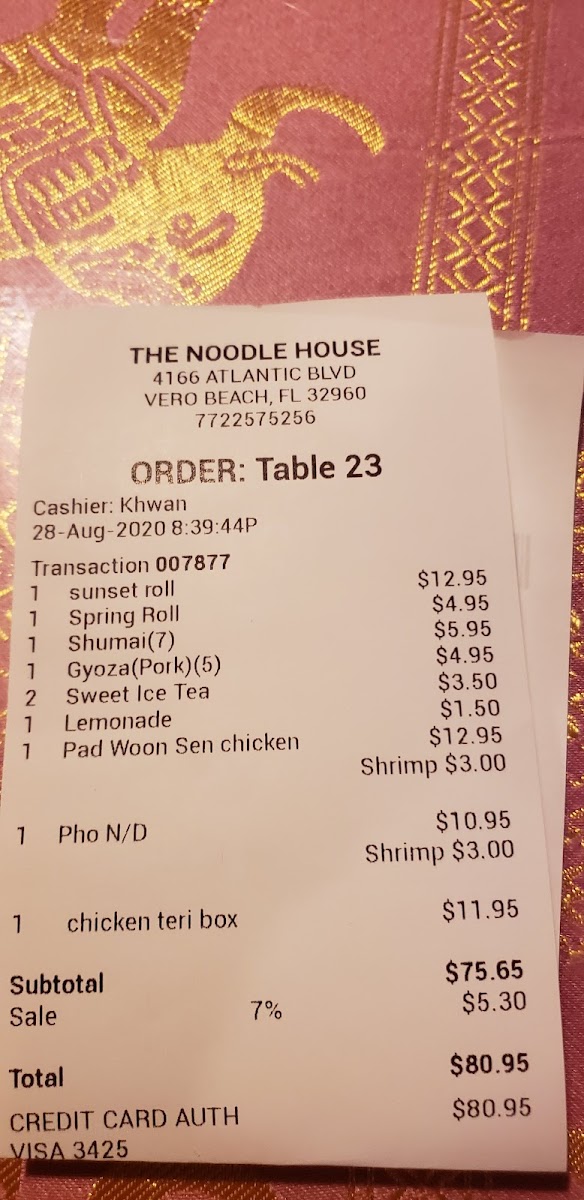 THE NOODLE HOUSE
4166 ATLANTIC BLVD
VERO BEACH, FL 32960
7722575256
ORDER: Table 23
Cashier: Khwan
28-Aug-2020 8:39:44P
Transaction 007877
1 sunset roll $12.95
1 Spring Roll $4.95
1 Shumai(7) $5.95
1 Gyoza(Pork)(5) $4.95
2 Sweet Ice Tea $3.50
1 Lemonade $1.50
1 Pad Woon Sen chicken $12.95
Shrimp $3.00
1 Pho N/D $10.95
Shrimp $3.00
1 chicken teri box $11.95
Subtotal $75.65
Sale 7% $5.30
Total $80.95
CREDIT CARD AUTH $80.95
VISA 3425